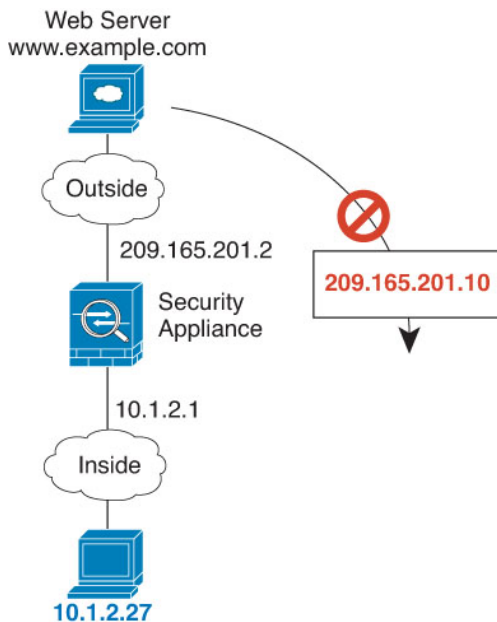 Web Server
www.example.com
Outside
209.165.201.2
209.165.201.10
Security
Appliance
10.1.2.1
Inside
10.1.2.27